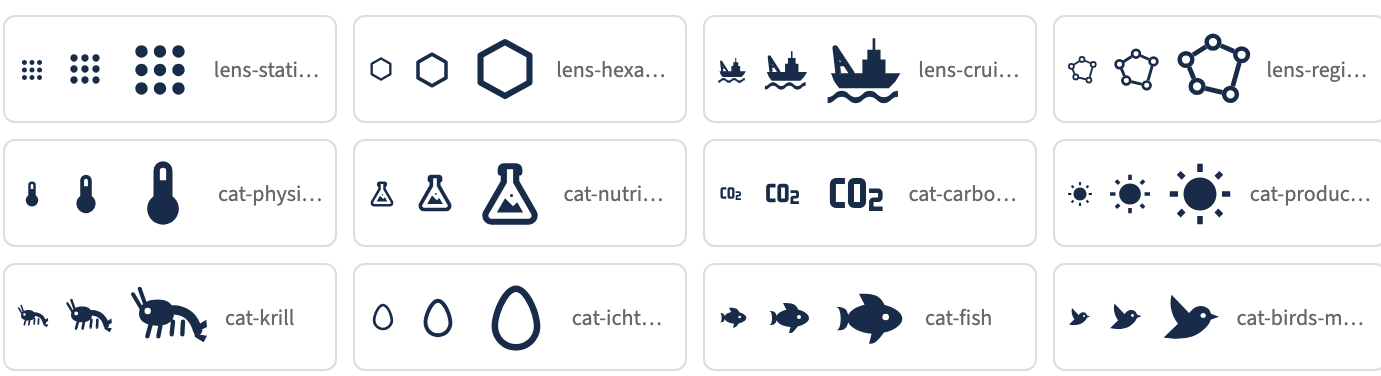 lens-stati…
lens-hexa…
lens-crui…
lens-regi…
cat-physi…
cat-nutri…
CO2 CO2 CO2 cat-carbo…
cat-produc…
cat-krill
cat-icht…
cat-fish
cat-birds-m…